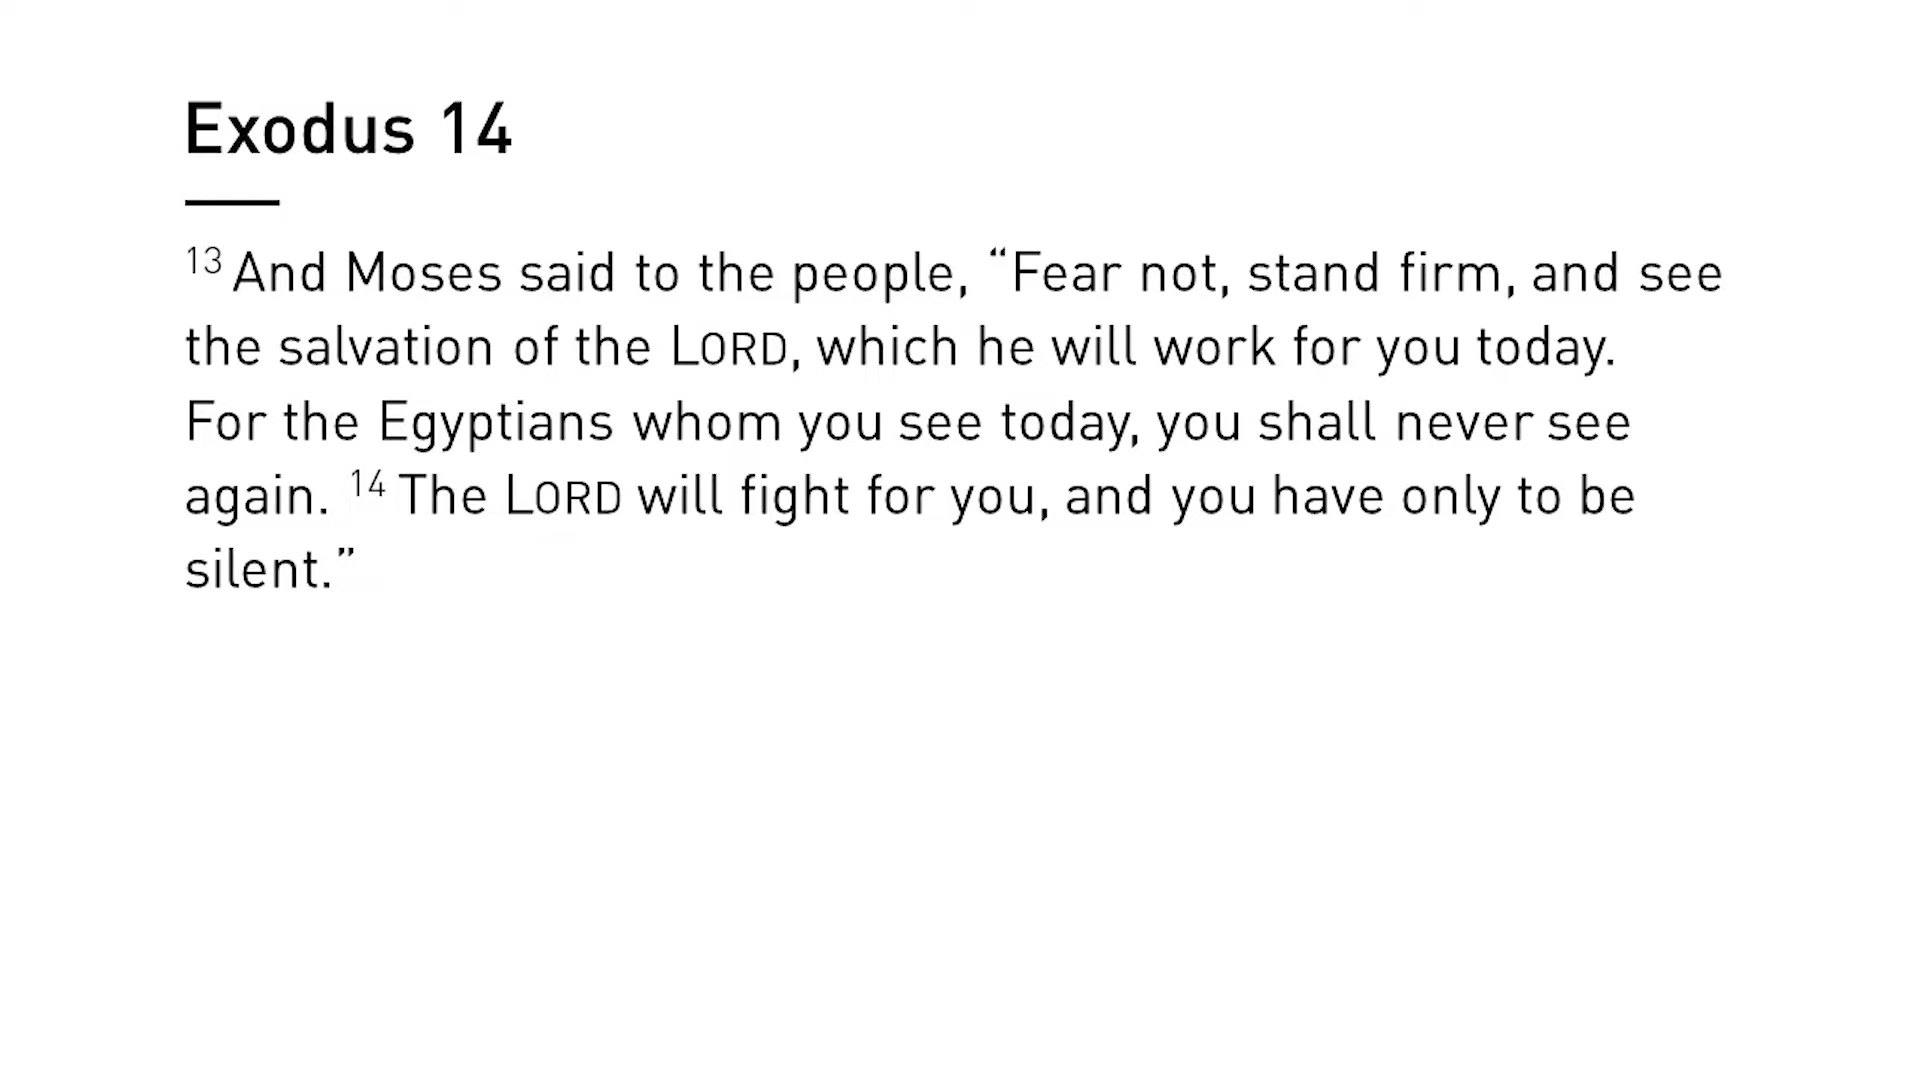 Exodus 14
13 And Moses said to the people, “Fear not, stand firm, and see
the salvation of the LORD, which he will work for you today.
For the Egyptians whom you see today, you shall never see
again. 14 The LORD will fight for you, and you have only to be
silent.”